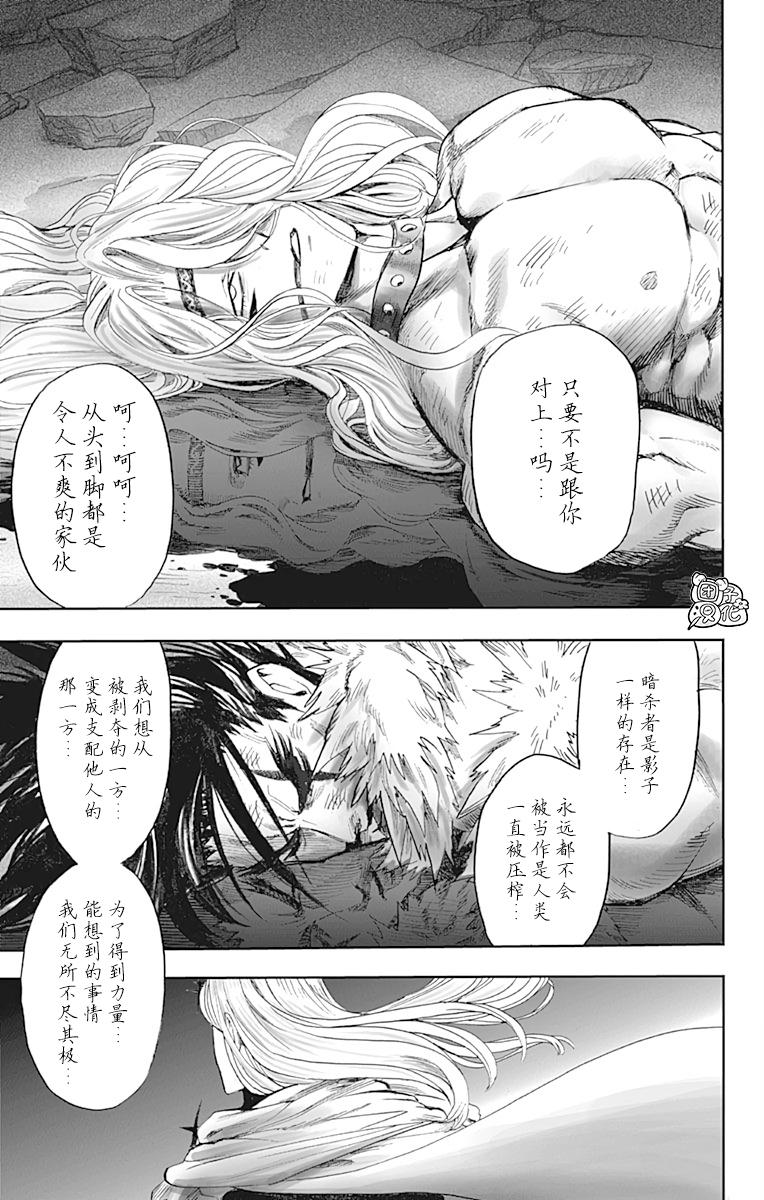 只要不是跟你
对上…吗…
呵…呵呵…
从头到脚都是
令人不爽的家伙
团子汉化
暗杀者是影子
一样的存在…
永远都不会
被当作是人类
一直被压榨…
我们想从
被剥夺的一方…
变成支配他人的
那一方…
为了得到力量…
能想到的事情
我们无所不尽其极…